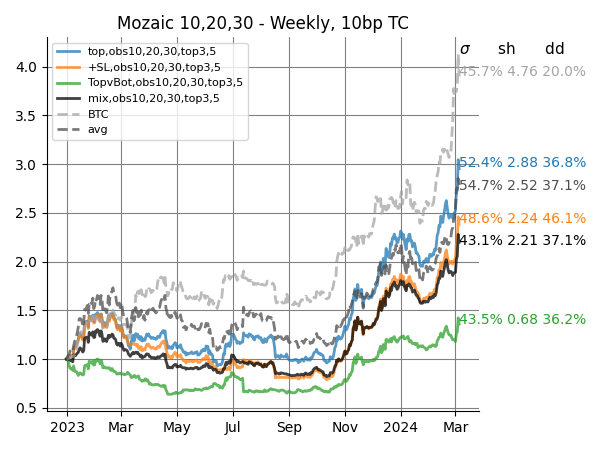 Mozaic 10,20,30 - Weekly, 10bp TC
σ sh dd
top,obs10,20,30,top3,5
+SL,obs10,20,30,top3,5
TopvBot,obs10,20,30,top3,5
mix,obs10,20,30,top3,5
BTC
avg
45.7% 4.76 20.0%
52.4% 2.88 36.8%
54.7% 2.52 37.1%
48.6% 2.24 46.1%
43.1% 2.21 37.1%
43.5% 0.68 36.2%
4.0
3.5
3.0
2.5
2.0
1.5
1.0
0.5
2023 Mar May Jul Sep Nov 2024 Mar